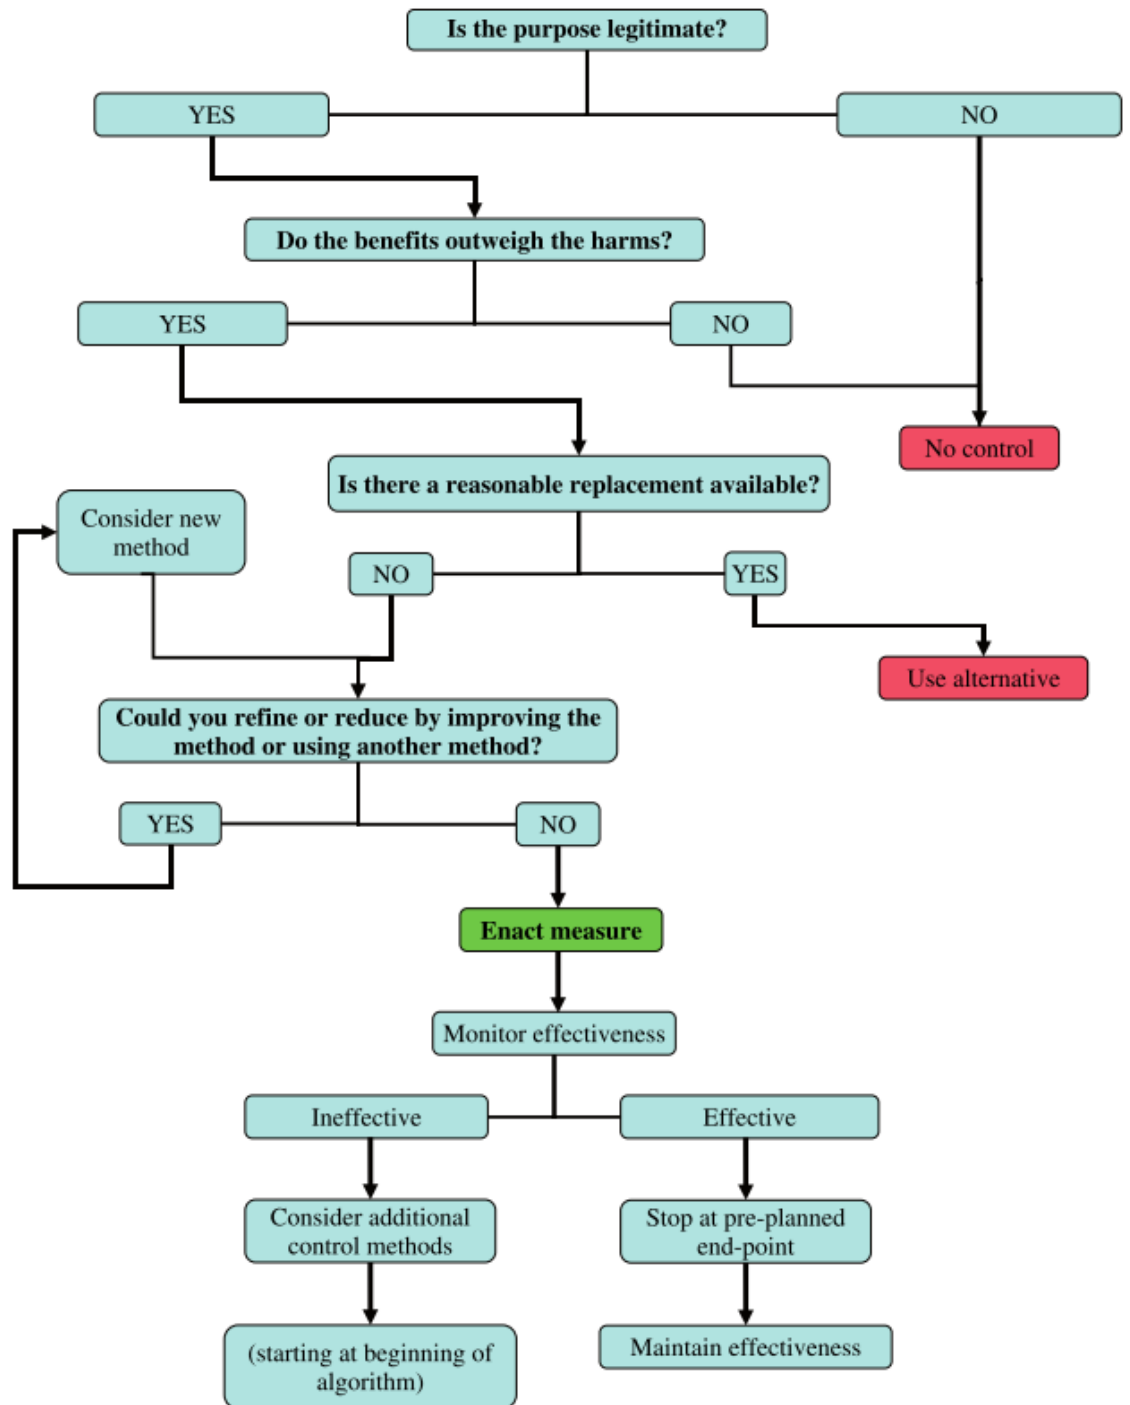 Is the purpose legitimate?
YES
NO
Do the benefits outweigh the harms?
YES
NO
No control
Is there a reasonable replacement available?
Consider new
method
NO
YES
Use alternative
Could you refine or reduce by improving the
method or using another method?
YES
NO
Enact measure
Monitor effectiveness
Ineffective
Effective
Consider additional
control methods
Stop at pre-planned
end-point
(starting at beginning of
algorithm)
Maintain effectiveness